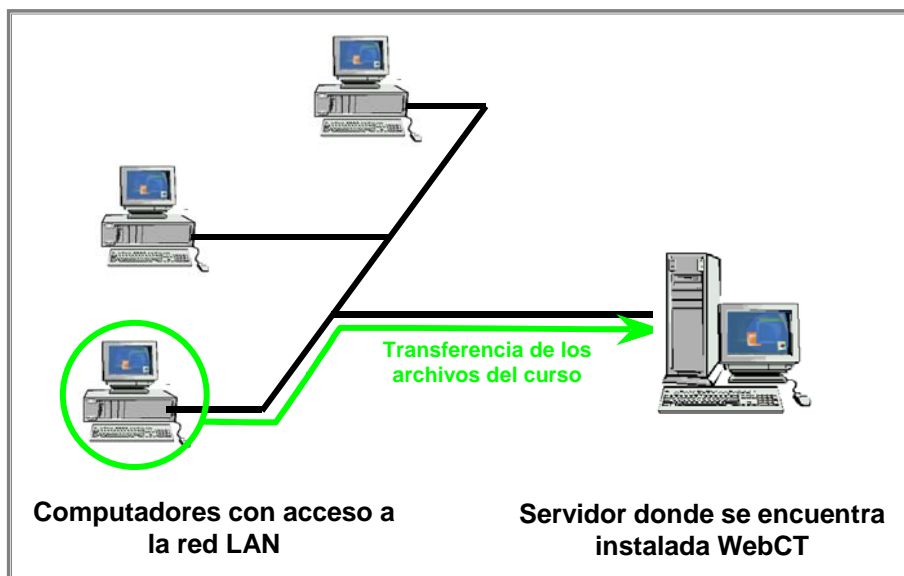 Transferencia de los
archivos del curso
Computadores con acceso a
la red LAN
Servidor donde se encuentra
instalada WebCT